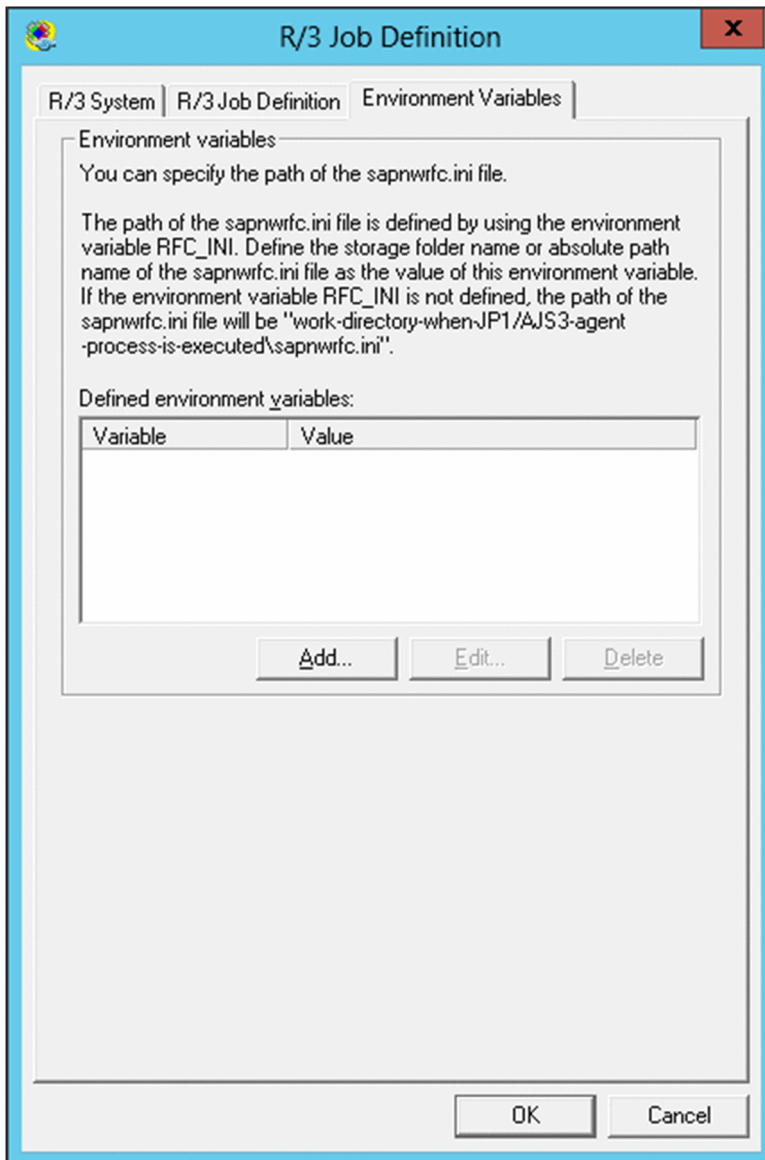 R/3 Job Definition
x
R/3 System
R/3 Job Definition
Environment Variables
Environment variables
You can specify the path of the sapnwrfc.ini file.
The path of the sapnwrfc.ini file is defined by using the environment
variable RFC_INI. Define the storage folder name or absolute path
name of the sapnwrfc.ini file as the value of this environment variable.
If the environment variable RFC_INI is not defined, the path of the
sapnwrfc.ini file will be "work-directory-when-JP1/AJS3-agent
-process-is-executed\sapnwrfc.ini".
Defined environment variables:
Variable
Value
Add...
Edit...
Delete
OK
Cancel